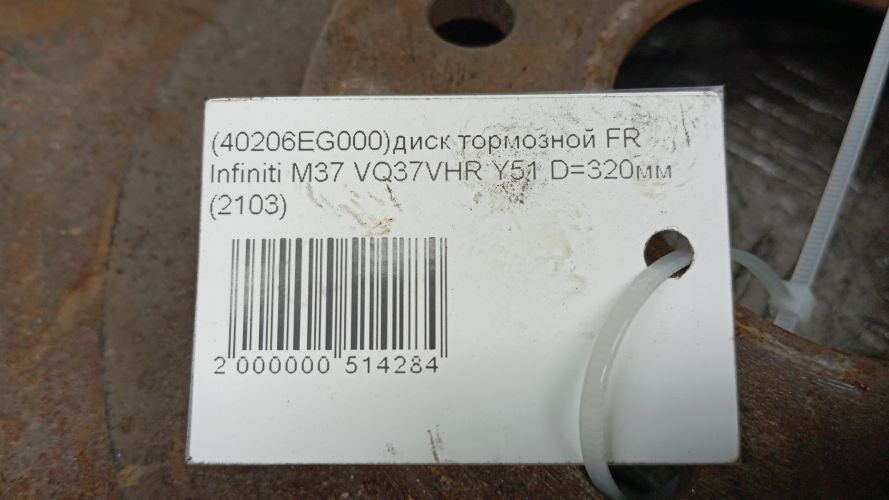 (40206EG000)диск тормозной FR
Infiniti M37 VQ37VHR Y51 D=320мм
(2103)
2 000000 514284